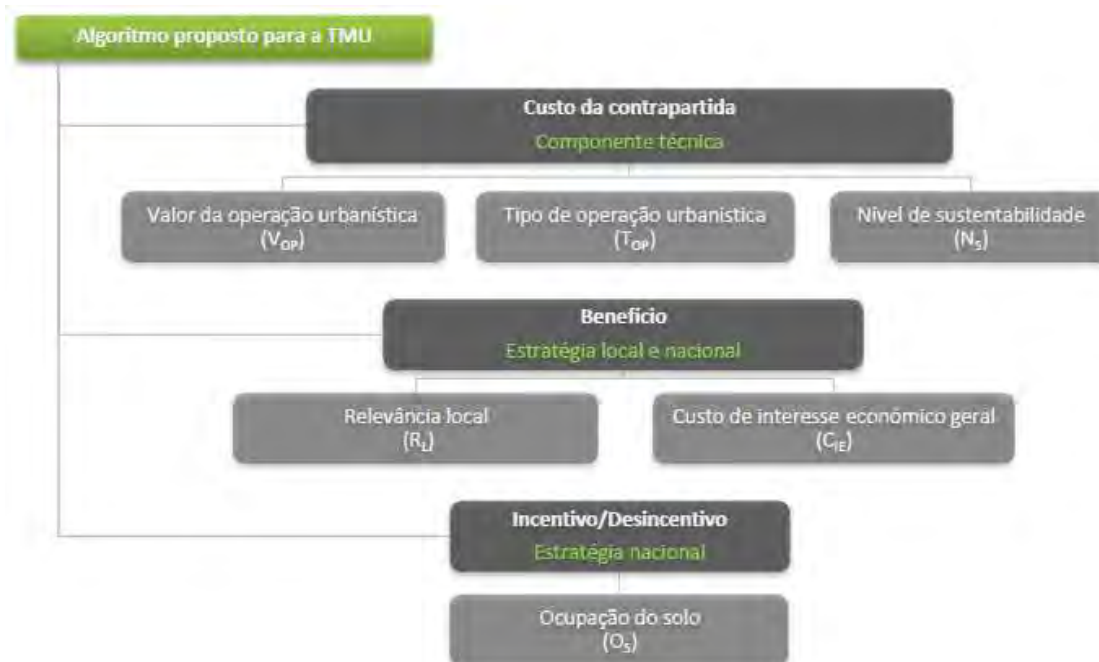 Algoritmo proposto para a TMU
Custo da contrapartida
Componente técnica
Valor da operação urbanística
(V_OP)
Tipo de operação urbanística
(T_OP)
Nível de sustentabilidade
(N_S)
Benefício
Estratégia local e nacional
Relevância local
(R_L)
Custo de interesse económico geral
(C_IE)
Incentivo/Desincentivo
Estratégia nacional
Ocupação do solo
(O_S)